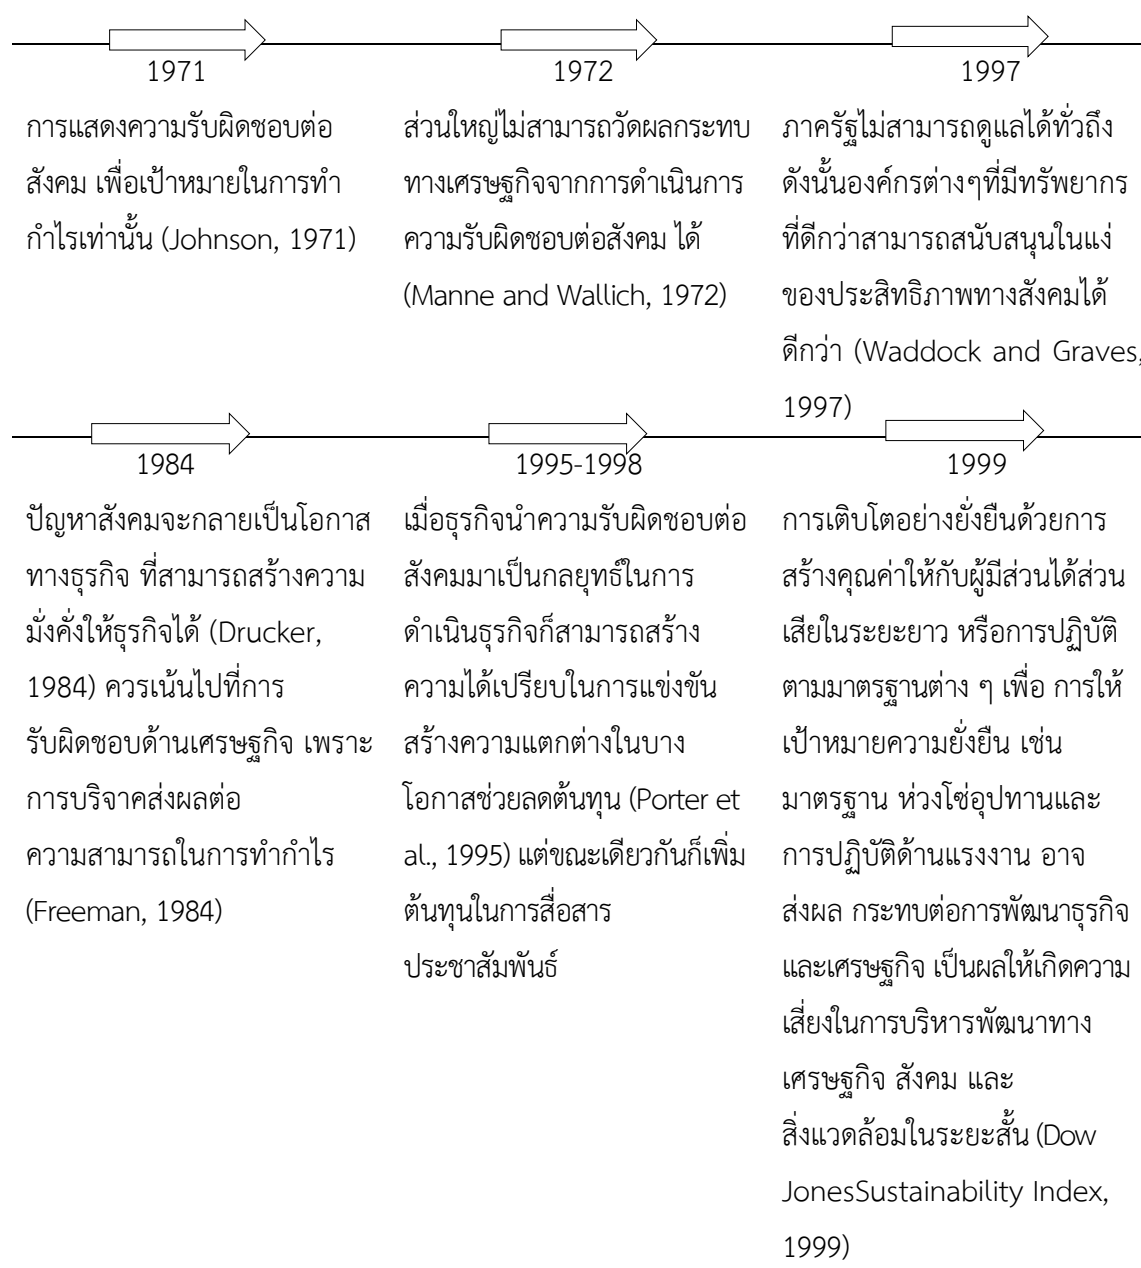 1971
การแสดงความรับผิดชอบต่อ
สังคม เพื่อเป้าหมายในการทำ
กำไรเท่านั้น (Johnson, 1971)
1972
ส่วนใหญ่ไม่สามารถวัดผลกระทบ
ทางเศรษฐกิจจากการดำเนินการ
ความรับผิดชอบต่อสังคม ได้
(Manne and Wallich, 1972)
1997
ภาครัฐไม่สามารถดูแลได้ทั่วถึง
ดังนั้นองค์กรต่างๆที่มีทรัพยากร
ที่ดีกว่าสามารถสนับสนุนในแง่
ของประสิทธิภาพทางสังคมได้
ดีกว่า (Waddock and Graves,
1997)
1984
ปัญหาสังคมจะกลายเป็นโอกาส
ทางธุรกิจ ที่สามารถสร้างความ
มั่งคั่งให้ธุรกิจได้ (Drucker,
1984) ควรเน้นไปที่การ
รับผิดชอบด้านเศรษฐกิจ เพราะ
การบริจาคส่งผลต่อ
ความสามารถในการทำกำไร
(Freeman, 1984)
1995-1998
เมื่อธุรกิจนำความรับผิดชอบต่อ
สังคมมาเป็นกลยุทธ์ในการ
ดำเนินธุรกิจก็สามารถสร้าง
ความได้เปรียบในการแข่งขัน
สร้างความแตกต่างในบาง
โอกาสช่วยลดต้นทุน (Porter et
al., 1995) แต่ขณะเดียวกันก็เพิ่ม
ต้นทุนในการสื่อสาร
ประชาสัมพันธ์
1999
การเติบโตอย่างยั่งยืนด้วยการ
สร้างคุณค่าให้กับผู้มีส่วนได้ส่วน
เสียในระยะยาว หรือการปฏิบัติ
ตามมาตรฐานต่าง ๆ เพื่อ การให้
เป้าหมายความยั่งยืน เช่น
มาตรฐาน ห่วงโซ่อุปทานและ
การปฏิบัติด้านแรงงาน อาจ
ส่งผล กระทบต่อการพัฒนาธุรกิจ
และเศรษฐกิจ เป็นผลให้เกิดความ
เสี่ยงในการบริหารพัฒนาทาง
เศรษฐกิจ สังคม และ
สิ่งแวดล้อมในระยะสั้น (Dow
JonesSustainability Index,
1999)